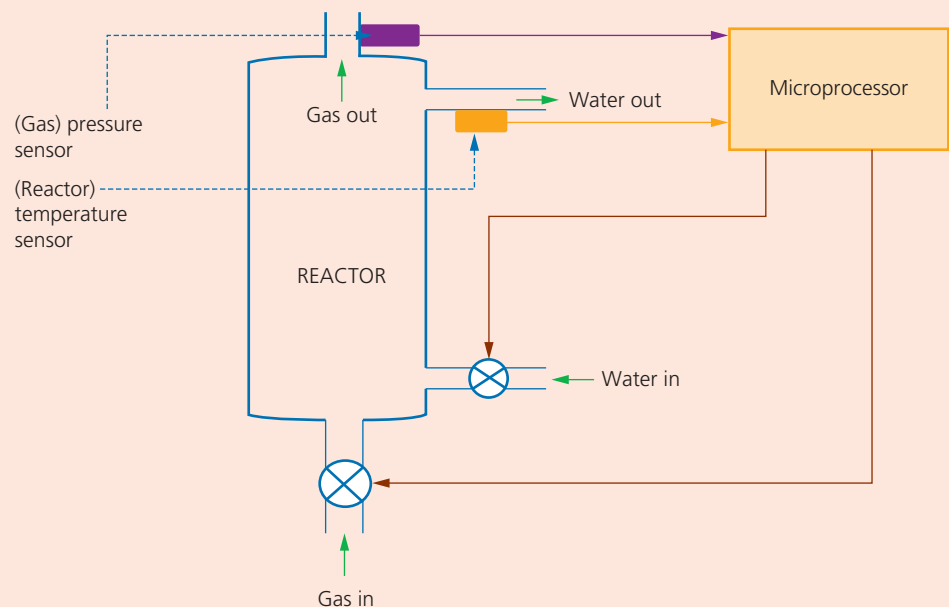 Gas out
Water out
Microprocessor
(Gas) pressure
sensor
(Reactor)
temperature
sensor
REACTOR
Water in
Gas in